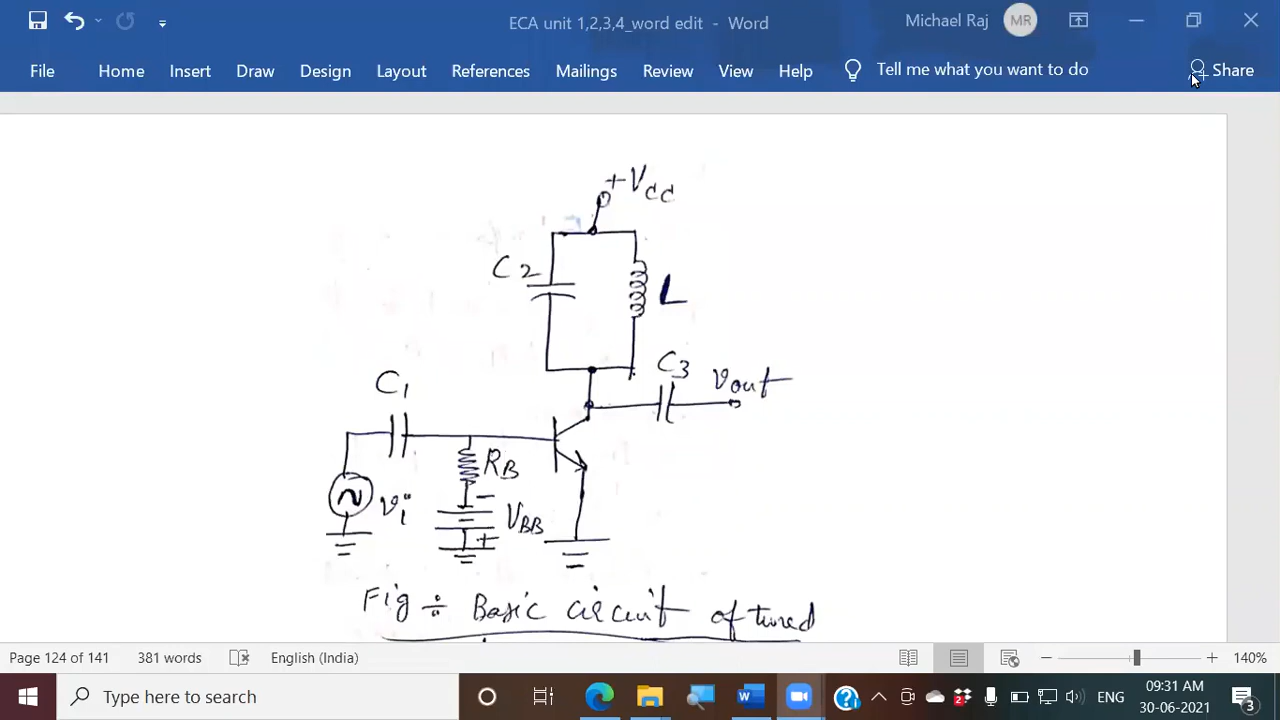 ECA unit 1,2,3,4_word edit - Word
Michael Raj MR
File Home Insert Draw Design Layout References Mailings Review View Help Tell me what you want to do Share
+Vcc
C2 L
C3 Vout
C1
RB
Vi VBB
Fig ÷ Basic circuit of tuned
Page 124 of 141 381 words English (India) 140%
Type here to search
ENG
09:31 AM
30-06-2021
3